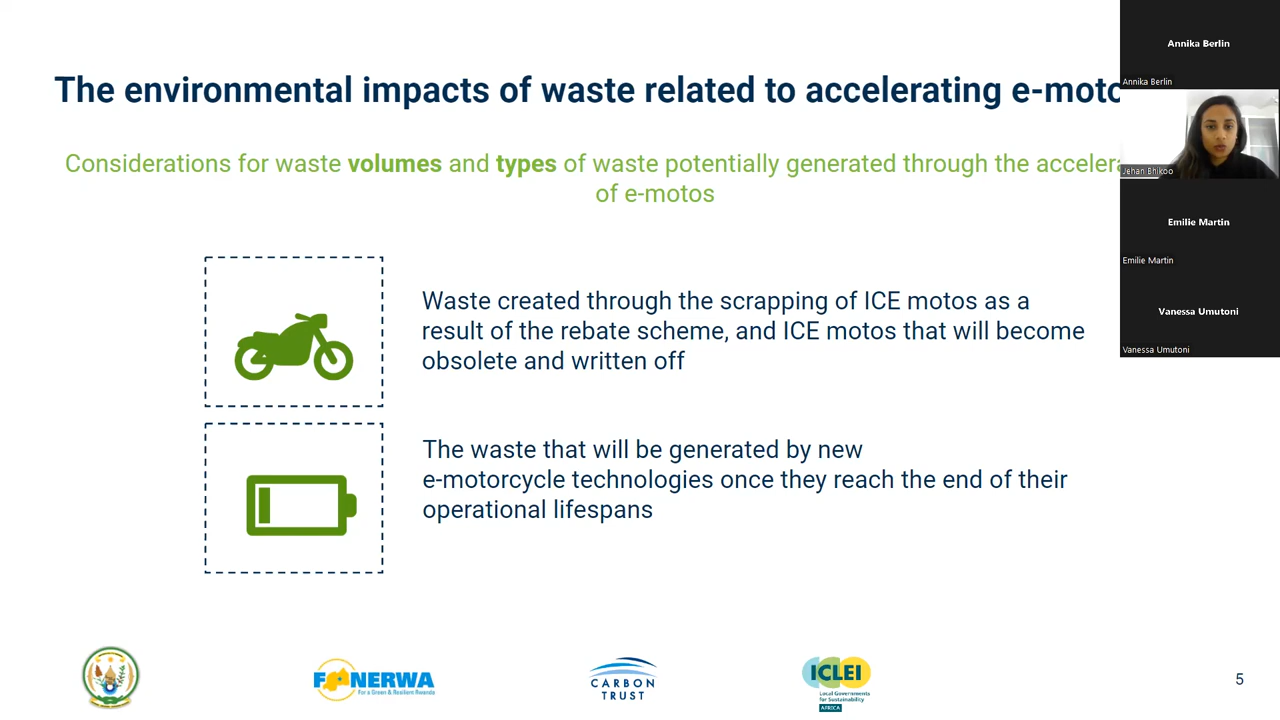 The environmental impacts of waste related to accelerating e-moto
Considerations for waste volumes and types of waste potentially generated through the accelera
of e-motos
Waste created through the scrapping of ICE motos as a
result of the rebate scheme, and ICE motos that will become
obsolete and written off
The waste that will be generated by new
e-motorcycle technologies once they reach the end of their
operational lifespans
Annika Berlin
Annika Berlin
Jehan Bhikoo
Emilie Martin
Emilie Martin
Vanessa Umutoni
Vanessa Umutoni
FONERWA
For a Green & Resilient Rwanda
CARBON
TRUST
ICLEI
Local Governments
for Sustainability
AFRICA
5